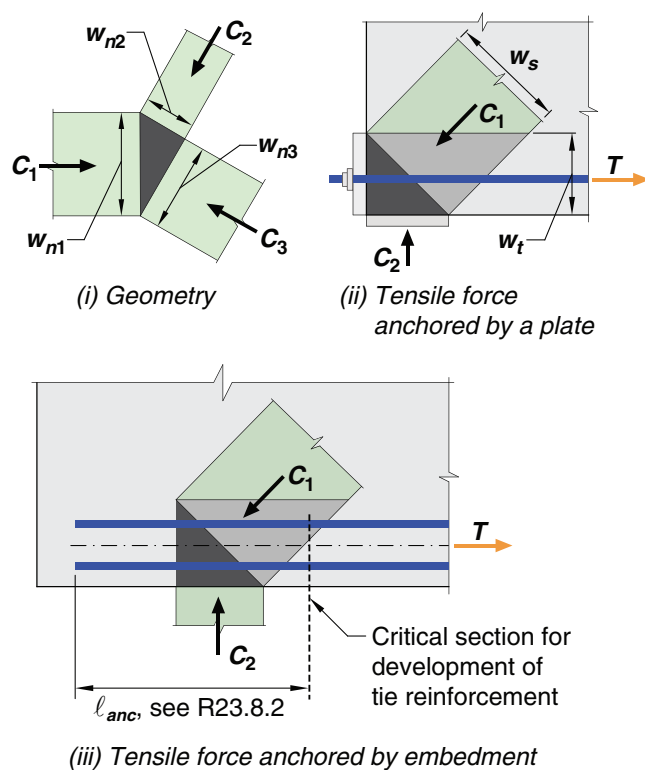 w_n2
C_2
C_1
w_n3
w_n1
C_3
(i) Geometry
w_s
C_1
T
w_t
C_2
(ii) Tensile force
anchored by a plate
C_1
T
C_2
Critical section for
development of
tie reinforcement
ℓ_anc, see R23.8.2
(iii) Tensile force anchored by embedment